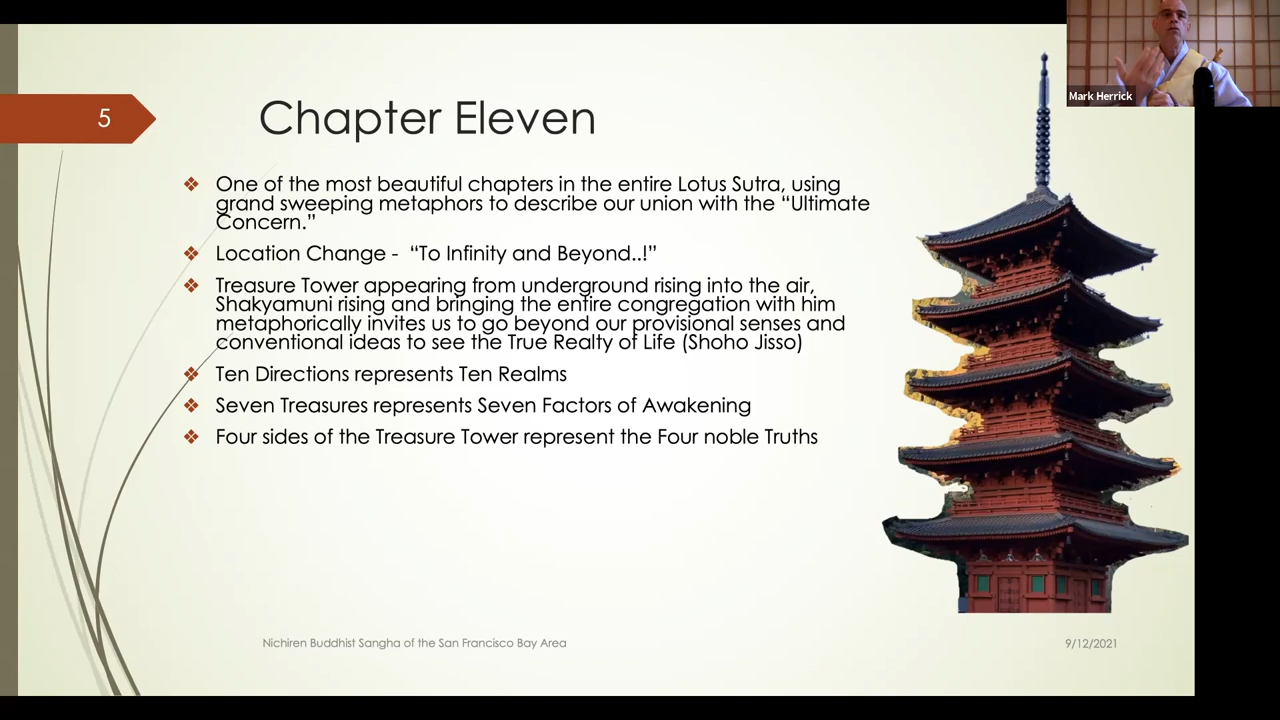 Mark Herrick
5
Chapter Eleven
❖ One of the most beautiful chapters in the entire Lotus Sutra, using
grand sweeping metaphors to describe our union with the “Ultimate
Concern.”
❖ Location Change - “To Infinity and Beyond..!”
❖ Treasure Tower appearing from underground rising into the air,
Shakyamuni rising and bringing the entire congregation with him
metaphorically invites us to go beyond our provisional senses and
conventional ideas to see the True Realty of Life (Shoho Jisso)
❖ Ten Directions represents Ten Realms
❖ Seven Treasures represents Seven Factors of Awakening
❖ Four sides of the Treasure Tower represent the Four noble Truths
Nichiren Buddhist Sangha of the San Francisco Bay Area
9/12/2021